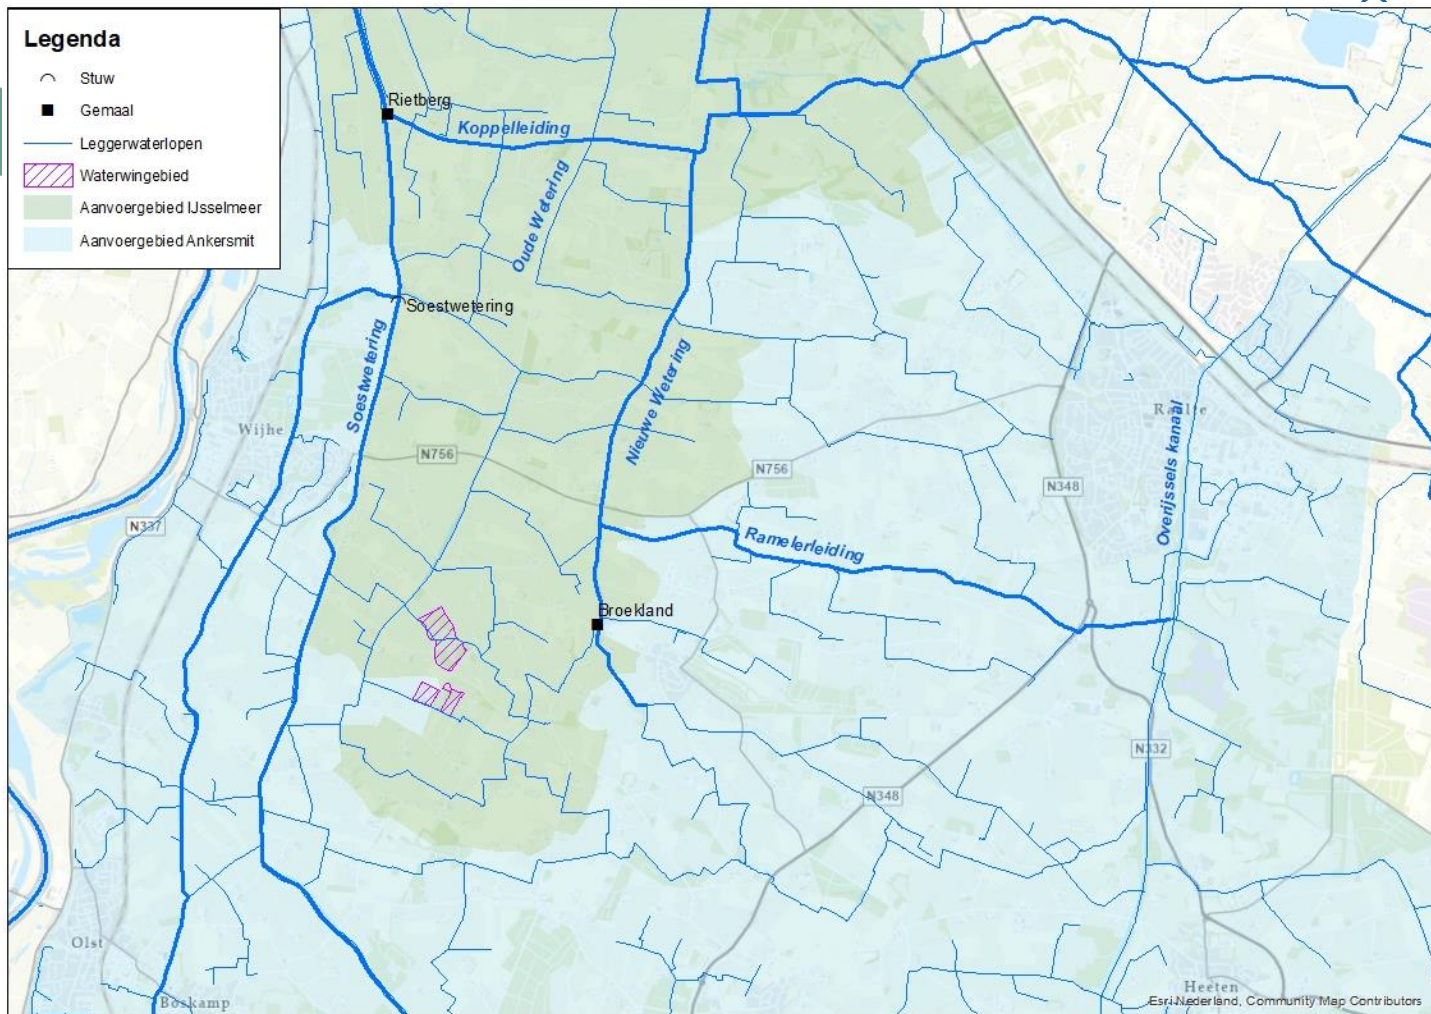 Legenda
Stuw
Gemaal
Leggerwaterlopen
Waterwingebied
Aanvoergebied IJsselmeer
Aanvoergebied Ankersmit
Rietberg
Koppelleiding
Oude Wetering
Soestwetering
Soestwetering
Nieuwe Wetering
Wijhe
N756
N756
N348
Raalte
Overijssels kanaal
N337
Ramelerleiding
Broekland
N332
N348
Olst
Boskamp
Heeten
Esri Nederland, Community Map Contributors